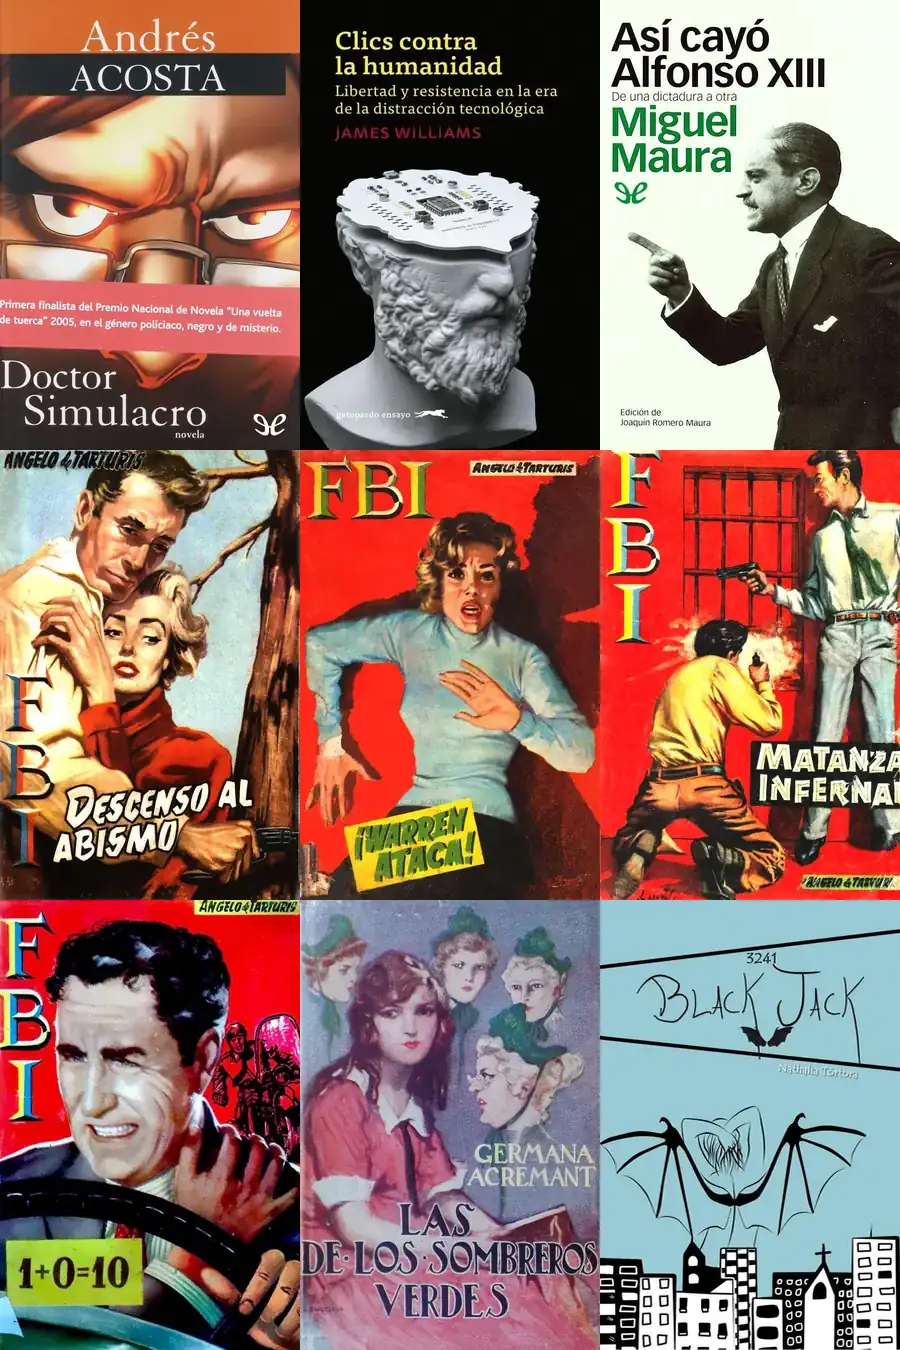 Andrés
ACOSTA
Primera finalista del Premio Nacional de Novela "Una vuelta
de tuerca" 2005, en el género policiaco, negro y de misterio.
Doctor
Simulacro
novela
Clics contra
la humanidad
Libertad y resistencia en la era
de la distracción tecnológica
JAMES WILLIAMS
gatopardo ensayo
Así cayó
Alfonso XIII
De una dictadura a otra
Miguel
Maura
Edición de
Joaquín Romero Maura
ANGELO de TARTURIS
FBI
DESCENSO AL
ABISMO
FBI
ANGELO de TARTURIS
¡WARREN
ATACA!
FBI
MATANZA
INFERNAL
ANGELO de TARTURIS
ANGELO de TARTURIS
FBI
1+0=10
GERMANA
ACREMANT
LAS
DE·LOS·SOMBREROS
VERDES
3241
BLACK JACK
Nathalia Tórtora